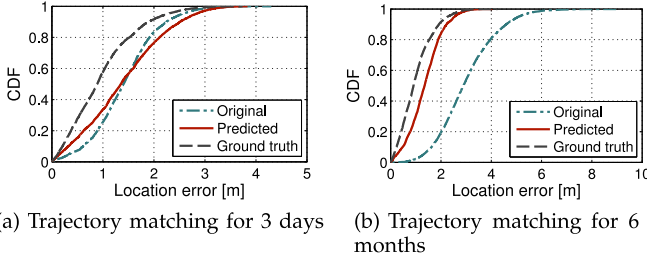 1
0.8
0.6
0.4
0.2
0
CDF
Original
Predicted
Ground truth
0 1 2 3 4 5
Location error [m]
(a) Trajectory matching for 3 days
1
0.8
0.6
0.4
0.2
0
CDF
Original
Predicted
Ground truth
0 2 4 6 8 10
Location error [m]
(b) Trajectory matching for 6
months